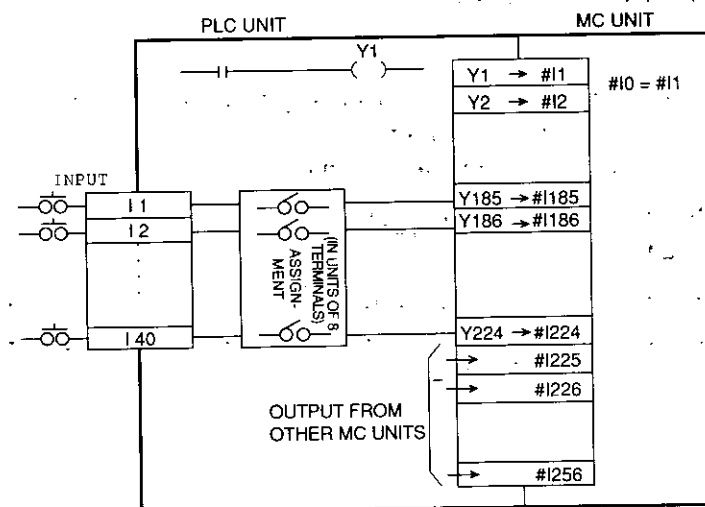 PLC UNIT
MC UNIT
Y1
Y1 → #I1
#I0 = #I1
Y2 → #I2
INPUT
I1
Y185 → #I185
I2
Y186 → #I186
(IN UNITS OF 8 TERMINALS)
ASSIGN-
MENT
I40
Y224 → #I224
→ #I225
→ #I226
OUTPUT FROM
OTHER MC UNITS
→ #I256